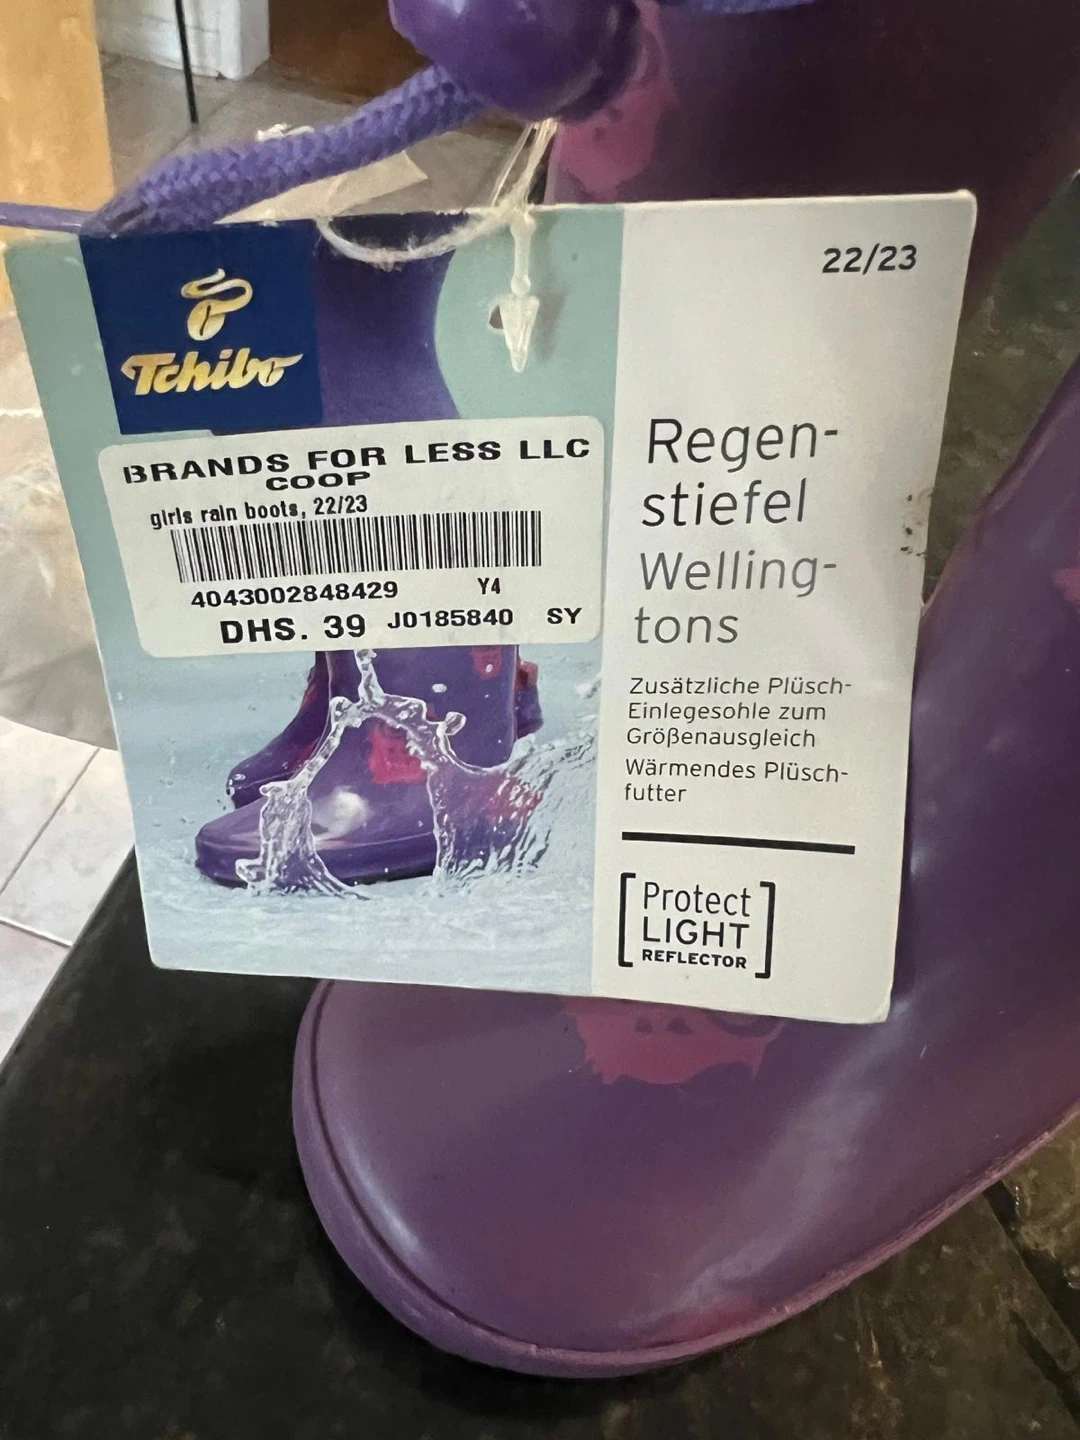 Tchibo
BRANDS FOR LESS LLC
COOP
girls rain boots, 22/23
4043002848429 Y4
DHS. 39 J0185840 SY
22/23
Regen-
stiefel
Welling-
tons
Zusätzliche Plüsch-
Einlegesohle zum
Größenausgleich
Wärmendes Plüsch-
futter
Protect
LIGHT
REFLECTOR